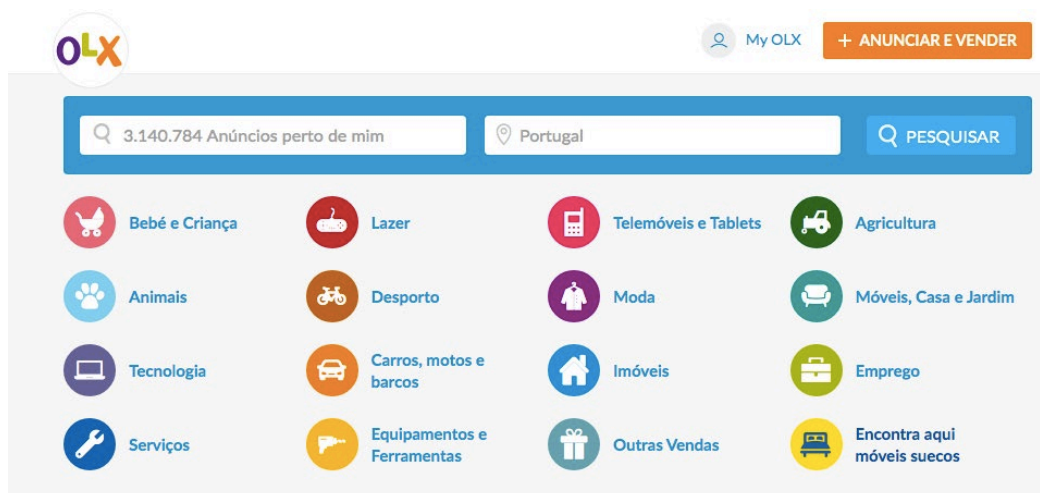 OLX
My OLX
+ ANUNCIAR E VENDER
3.140.784 Anúncios perto de mim
Portugal
PESQUISAR
Bebé e Criança
Lazer
Telemóveis e Tablets
Agricultura
Animais
Desporto
Moda
Móveis, Casa e Jardim
Tecnologia
Carros, motos e
barcos
Imóveis
Emprego
Serviços
Equipamentos e
Ferramentas
Outras Vendas
Encontra aqui
móveis suecos